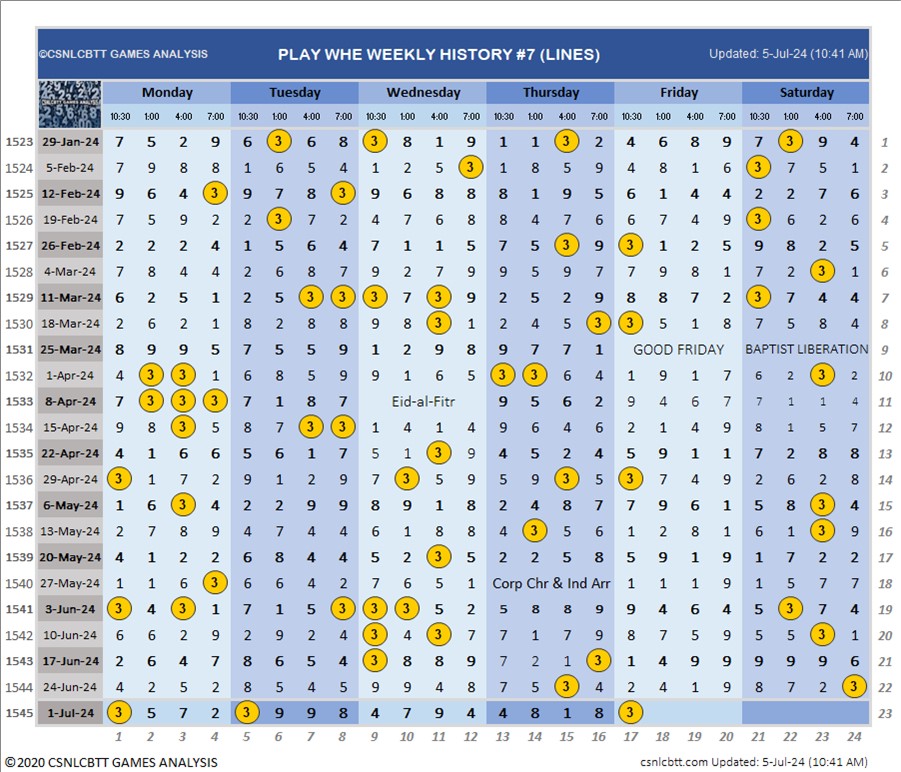 ©CSNLCBTT GAMES ANALYSIS PLAY WHE WEEKLY HISTORY #7 (LINES) Updated: 5-Jul-24 (10:41 AM)
Monday Tuesday Wednesday Thursday Friday Saturday
10:30 1:00 4:00 7:00 10:30 1:00 4:00 7:00 10:30 1:00 4:00 7:00 10:30 1:00 4:00 7:00 10:30 1:00 4:00 7:00 10:30 1:00 4:00 7:00
1523 29-Jan-24 7 5 2 9 6 3 6 8 3 8 1 9 1 1 3 2 4 6 8 9 7 3 9 4 1
1524 5-Feb-24 7 9 8 8 1 6 5 4 1 2 5 3 1 8 5 9 4 8 1 6 3 7 5 1 2
1525 12-Feb-24 9 6 4 3 9 7 8 3 9 6 8 8 8 1 9 5 6 1 4 4 2 2 7 6 3
1526 19-Feb-24 7 5 9 2 2 3 7 2 4 7 6 8 8 4 7 6 6 7 4 9 3 6 2 6 4
1527 26-Feb-24 2 2 2 4 1 5 6 4 7 1 1 5 7 5 3 9 3 1 2 5 9 8 2 5 5
1528 4-Mar-24 7 8 4 4 2 6 8 7 9 2 7 9 9 5 9 7 7 9 8 1 7 2 3 1 6
1529 11-Mar-24 6 2 5 1 2 5 3 3 3 7 3 9 2 5 2 9 8 8 7 2 3 7 4 4 7
1530 18-Mar-24 2 6 2 1 8 2 8 8 9 8 3 1 2 4 5 3 3 5 1 8 7 5 8 4 8
1531 25-Mar-24 8 9 9 5 7 5 5 9 1 2 9 8 9 7 7 1 GOOD FRIDAY BAPTIST LIBERATION 9
1532 1-Apr-24 4 3 3 1 6 8 5 9 9 1 6 5 3 3 6 4 1 9 1 7 6 2 3 2 10
1533 8-Apr-24 7 3 3 3 7 1 8 7 Eid-al-Fitr 9 5 6 2 9 4 6 7 7 1 1 4 11
1534 15-Apr-24 9 8 3 5 8 7 3 3 1 4 1 4 9 6 4 6 2 1 4 9 8 1 5 7 12
1535 22-Apr-24 4 1 6 6 5 6 1 7 5 1 3 9 4 5 2 4 5 9 1 1 7 2 8 8 13
1536 29-Apr-24 3 1 7 2 9 1 2 9 7 3 5 9 5 5 3 5 3 7 4 9 2 6 2 8 14
1537 6-May-24 1 6 3 4 2 2 9 9 8 9 1 8 2 4 8 7 7 9 6 1 5 8 3 4 15
1538 13-May-24 2 7 8 9 4 7 4 4 6 1 8 8 4 3 5 6 1 2 8 1 6 1 3 9 16
1539 20-May-24 4 1 2 2 6 8 4 4 5 2 3 5 2 2 5 8 5 9 1 9 1 7 2 2 17
1540 27-May-24 1 1 6 3 6 6 4 2 7 6 5 1 Corp Chr & Ind Arr 1 1 1 9 1 5 7 7 18
1541 3-Jun-24 3 4 3 1 7 1 5 3 3 3 5 2 5 8 8 9 9 4 6 4 5 3 7 4 19
1542 10-Jun-24 6 6 2 9 2 9 2 4 3 4 3 7 7 1 7 9 8 7 5 9 5 5 3 1 20
1543 17-Jun-24 2 6 4 7 8 6 5 4 3 8 8 9 7 2 1 3 1 4 9 9 9 9 9 6 21
1544 24-Jun-24 4 2 5 2 8 5 4 5 9 9 4 8 7 5 3 4 2 4 1 9 8 7 2 3 22
1545 1-Jul-24 3 5 7 2 3 9 9 8 4 7 9 4 4 8 1 8 3 23
1 2 3 4 5 6 7 8 9 10 11 12 13 14 15 16 17 18 19 20 21 22 23 24
©2020 CSNLCBTT GAMES ANALYSIS csnlcbtt.com Updated: 5-Jul-24 (10:41 AM)